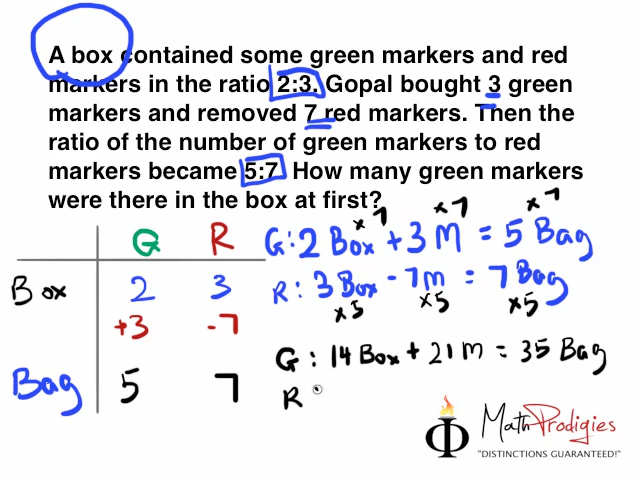 A box contained some green markers and red
markers in the ratio 2:3. Gopal bought 3 green
markers and removed 7 red markers. Then the
ratio of the number of green markers to red
markers became 5:7. How many green markers
were there in the box at first?
x7 x7 x7
G R
G: 2 Box + 3 M = 5 Bag
Box 2 3
R: 3 Box - 7 m = 7 Bag
x5 x5 x5
+3 -7
G: 14 Box + 21 m = 35 Bag
Bag 5 7
R
Math Prodigies
"DISTINCTIONS GUARANTEED!"